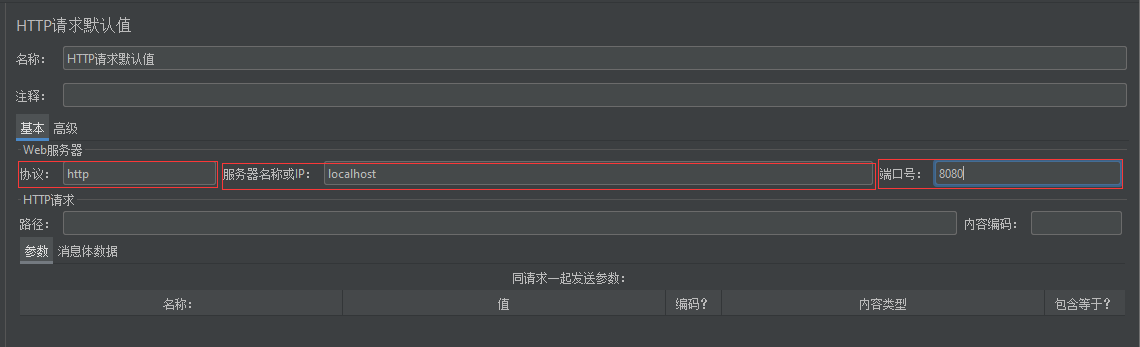 HTTP请求默认值
名称： HTTP请求默认值
注释：
基本 高级
Web服务器
协议： http 服务器名称或IP： localhost 端口号： 8080
HTTP请求
路径： 内容编码：
参数 消息体数据
同请求一起发送参数：
名称： 值 编码？ 内容类型 包含等于？